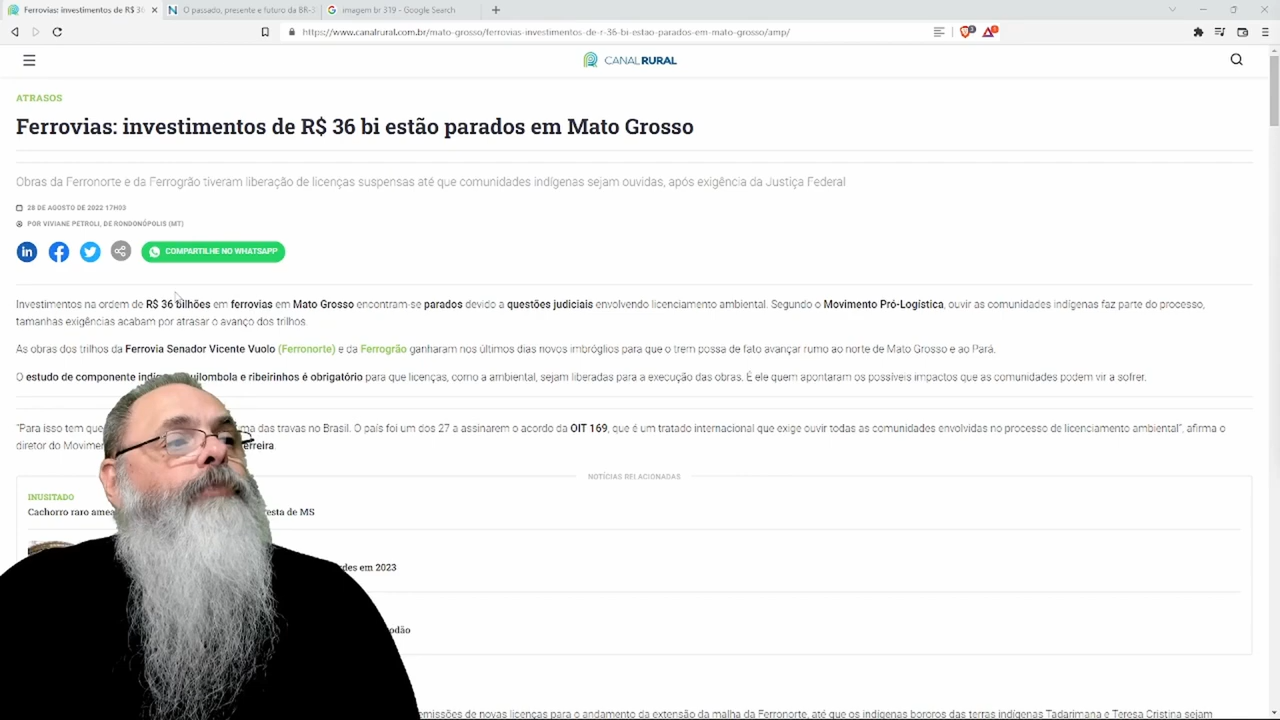 Ferrovias: investimentos de R$ 36
O passado, presente e futuro da BR-3
imagem br 319 - Google Search
https://www.canalrural.com.br/mato-grosso/ferrovias-investimentos-de-r-36-bi-estao-parados-em-mato-grosso/amp/
CANAL RURAL
ATRASOS
Ferrovias: investimentos de R$ 36 bi estão parados em Mato Grosso
Obras da Ferronorte e da Ferrogrão tiveram liberação de licenças suspensas até que comunidades indígenas sejam ouvidas, após exigência da Justiça Federal
28 DE AGOSTO DE 2022 17H03
POR VIVIANE PETROLI, DE RONDONÓPOLIS (MT)
COMPARTILHE NO WHATSAPP
Investimentos na ordem de R$ 36 bilhões em ferrovias em Mato Grosso encontram-se parados devido a questões judiciais envolvendo licenciamento ambiental. Segundo o Movimento Pró-Logística, ouvir as comunidades indígenas faz parte do processo,
tamanhas exigências acabam por atrasar o avanço dos trilhos.
As obras dos trilhos da Ferrovia Senador Vicente Vuolo (Ferronorte) e da Ferrogrão ganharam nos últimos dias novos imbróglios para que o trem possa de fato avançar rumo ao norte de Mato Grosso e ao Pará.
O estudo de componente indíg uilombola e ribeirinhos é obrigatório para que licenças, como a ambiental, sejam liberadas para a execução das obras. É ele quem apontaram os possíveis impactos que as comunidades podem vir a sofrer.
"Para isso tem que ma das travas no Brasil. O país foi um dos 27 a assinarem o acordo da OIT 169, que é um tratado internacional que exige ouvir todas as comunidades envolvidas no processo de licenciamento ambiental", afirma o
diretor do Movimen erreira.
NOTÍCIAS RELACIONADAS
INUSITADO
Cachorro raro amea esta de MS
des em 2023
odão
emissões de novas licenças para o andamento da extensão da malha da Ferronorte, até que os indígenas bororos das terras indígenas Tadarimana e Teresa Cristina sejam